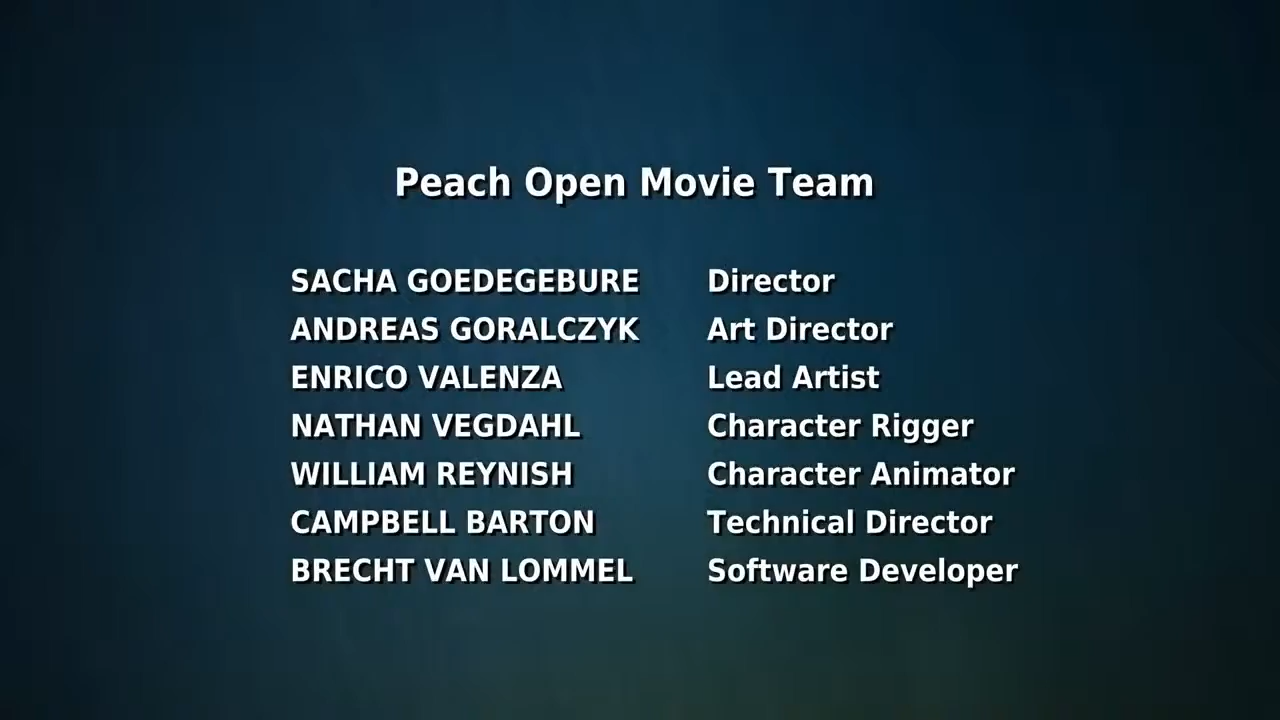 Peach Open Movie Team
SACHA GOEDEGEBURE Director
ANDREAS GORALCZYK Art Director
ENRICO VALENZA Lead Artist
NATHAN VEGDAHL Character Rigger
WILLIAM REYNISH Character Animator
CAMPBELL BARTON Technical Director
BRECHT VAN LOMMEL Software Developer